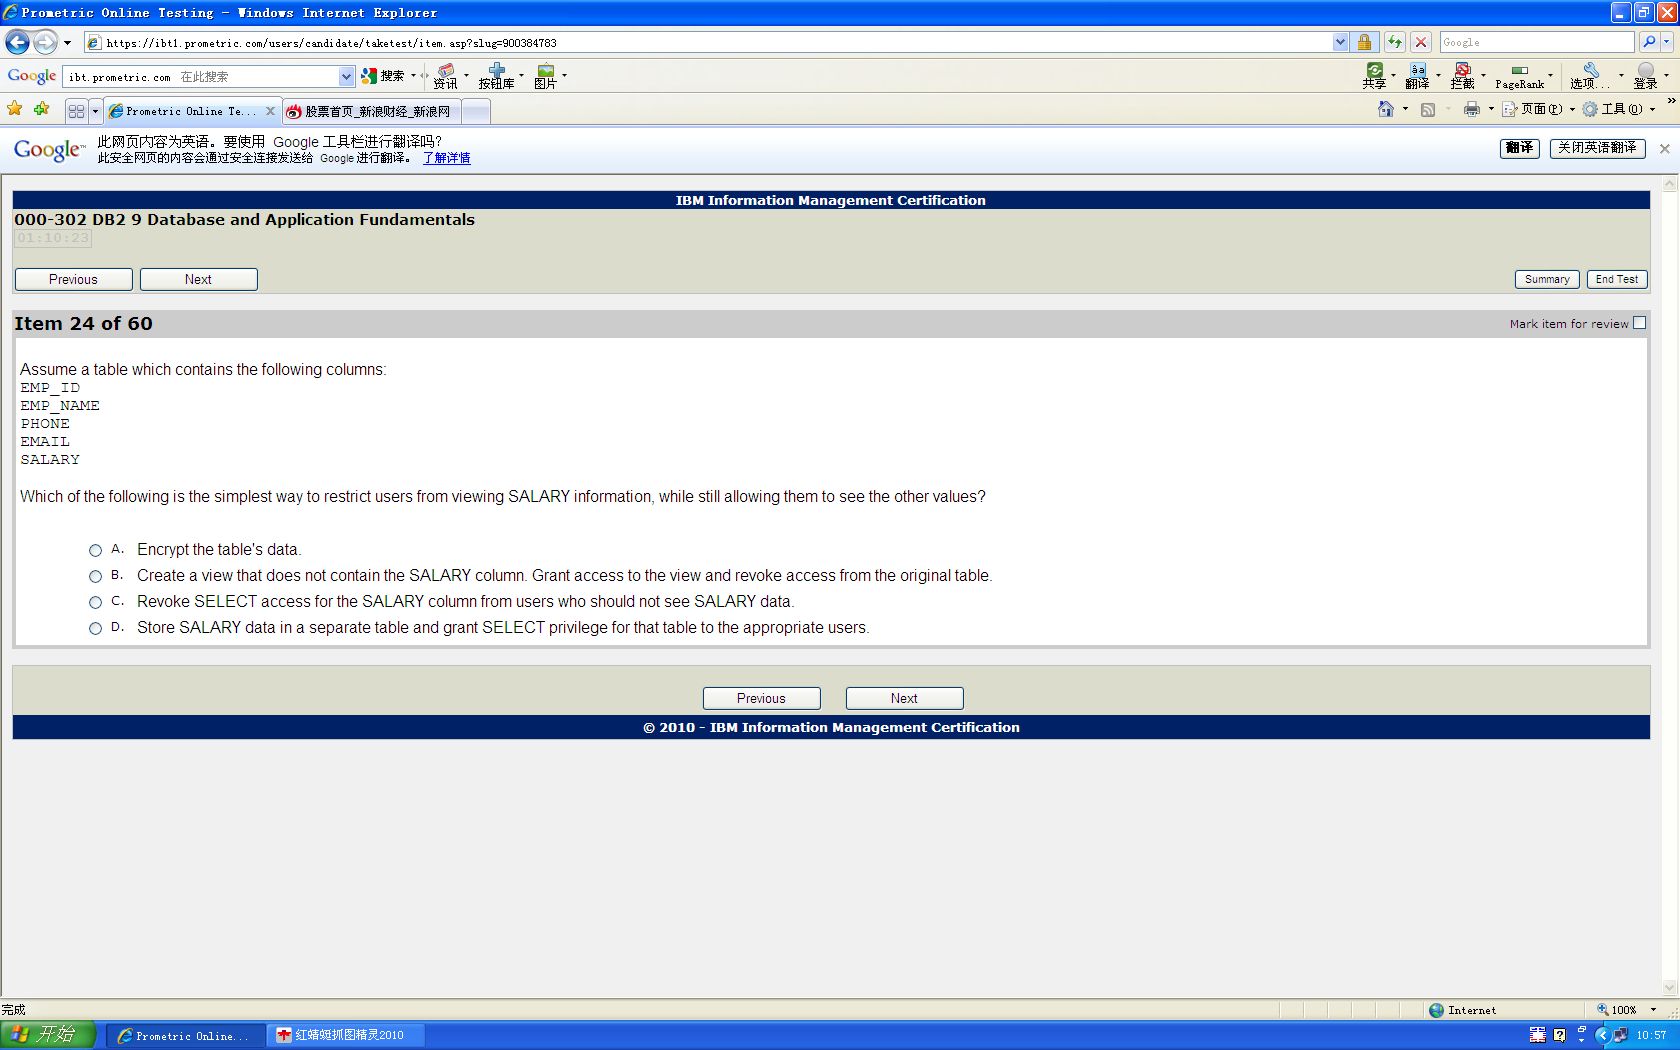 Prometric Online Testing - Windows Internet Explorer
https://ibt1.prometric.com/users/candidate/taketest/item.asp?slug=900384783
Google
Google ibt.prometric.com 在此搜索 搜索 资讯 按钮库 图片 共享 翻译 拦截 PageRank 选项... 登录
Prometric Online Te... 股票首页_新浪财经_新浪网 页面(P) 工具(O) »
Google™ 此网页内容为英语。要使用 Google 工具栏进行翻译吗?
此安全网页的内容会通过安全连接发送给 Google 进行翻译。 了解详情
翻译 关闭英语翻译
IBM Information Management Certification
000-302 DB2 9 Database and Application Fundamentals
01:10:23
Previous Next Summary End Test
Item 24 of 60 Mark item for review
Assume a table which contains the following columns:
EMP_ID
EMP_NAME
PHONE
EMAIL
SALARY
Which of the following is the simplest way to restrict users from viewing SALARY information, while still allowing them to see the other values?
A. Encrypt the table's data.
B. Create a view that does not contain the SALARY column. Grant access to the view and revoke access from the original table.
C. Revoke SELECT access for the SALARY column from users who should not see SALARY data.
D. Store SALARY data in a separate table and grant SELECT privilege for that table to the appropriate users.
Previous Next
© 2010 - IBM Information Management Certification
完成 Internet 100%
开始 Prometric Online... 红蜻蜓抓图精灵2010 10:57